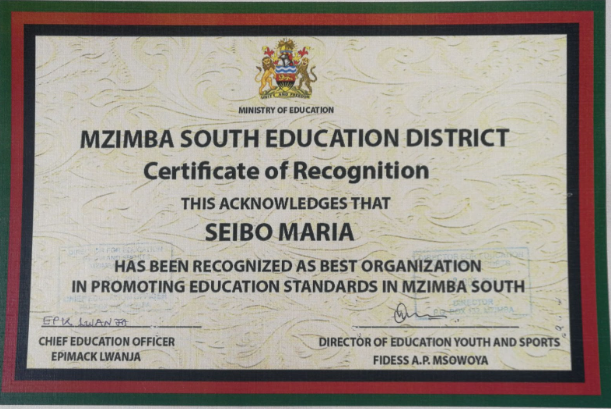 MINISTRY OF EDUCATION
MZIMBA SOUTH EDUCATION DISTRICT
Certificate of Recognition
THIS ACKNOWLEDGES THAT
SEIBO MARIA
HAS BEEN RECOGNIZED AS BEST ORGANIZATION
IN PROMOTING EDUCATION STANDARDS IN MZIMBA SOUTH
CHIEF EDUCATION OFFICER
EPIMACK LWANJA
DIRECTOR OF EDUCATION YOUTH AND SPORTS
FIDESS A.P. MSOWOYA